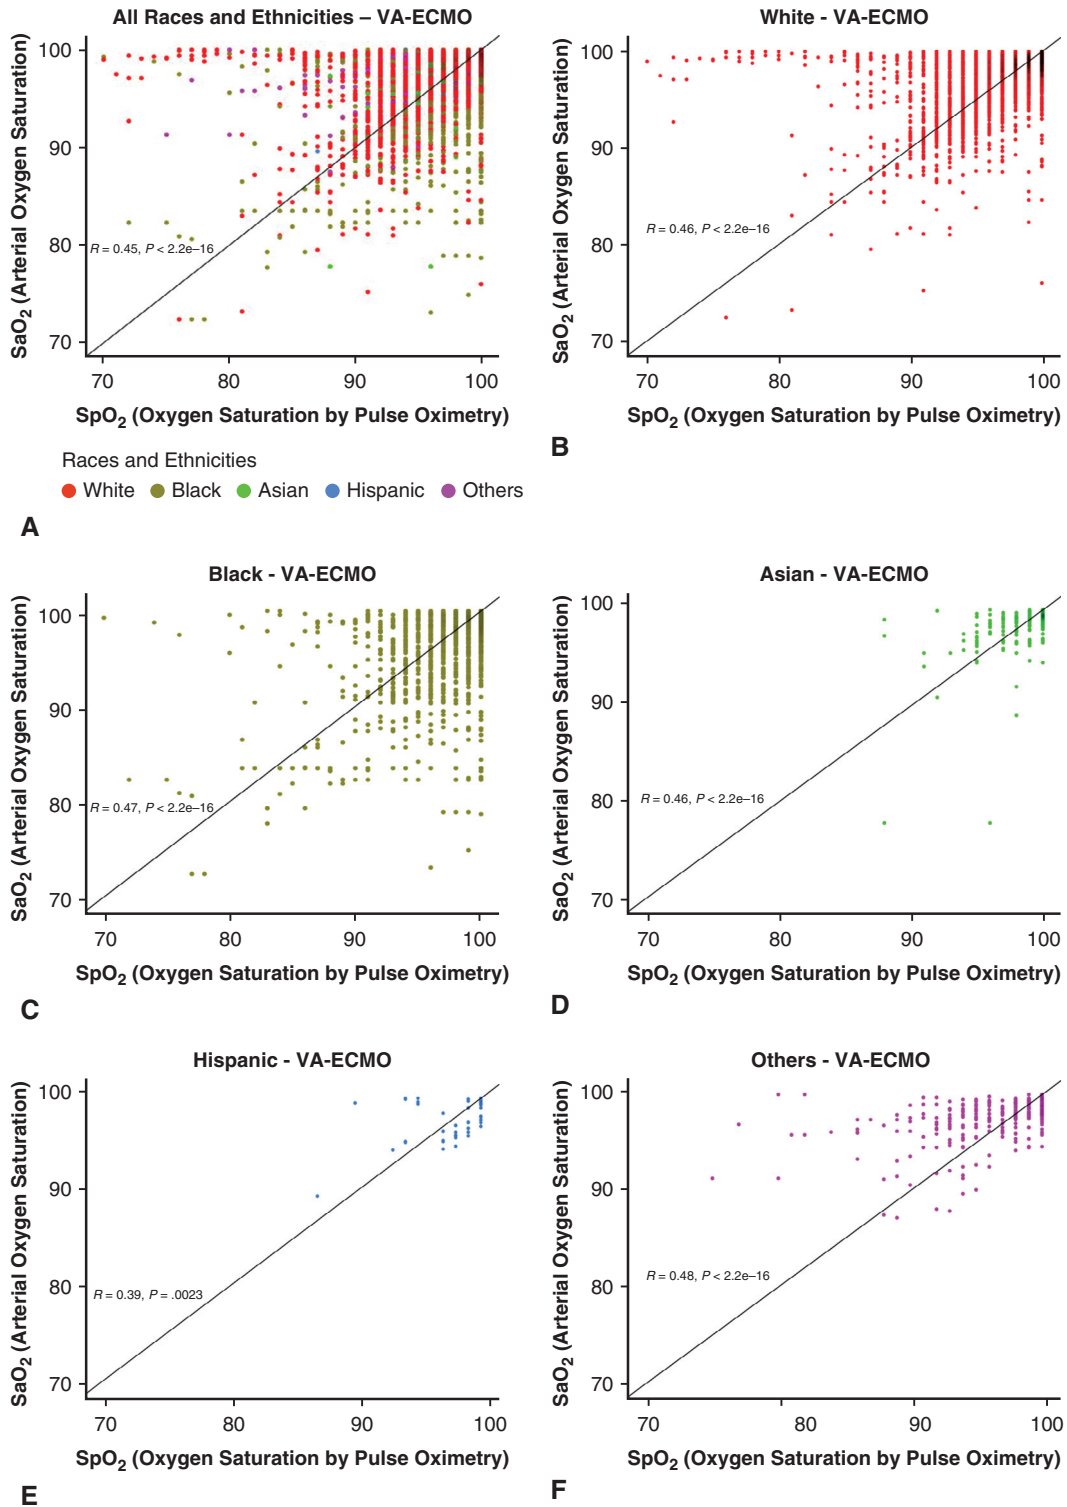 All Races and Ethnicities – VA-ECMO
SaO2 (Arterial Oxygen Saturation)
100
90
80
70
R = 0.45, P < 2.2e–16
70 80 90 100
SpO2 (Oxygen Saturation by Pulse Oximetry)
Races and Ethnicities
White Black Asian Hispanic Others
A
White - VA-ECMO
SaO2 (Arterial Oxygen Saturation)
100
90
80
70
R = 0.46, P < 2.2e–16
70 80 90 100
SpO2 (Oxygen Saturation by Pulse Oximetry)
B
Black - VA-ECMO
SaO2 (Arterial Oxygen Saturation)
100
90
80
70
R = 0.47, P < 2.2e–16
70 80 90 100
SpO2 (Oxygen Saturation by Pulse Oximetry)
C
Asian - VA-ECMO
SaO2 (Arterial Oxygen Saturation)
100
90
80
70
R = 0.46, P < 2.2e–16
70 80 90 100
SpO2 (Oxygen Saturation by Pulse Oximetry)
D
Hispanic - VA-ECMO
SaO2 (Arterial Oxygen Saturation)
100
90
80
70
R = 0.39, P = .0023
70 80 90 100
SpO2 (Oxygen Saturation by Pulse Oximetry)
E
Others - VA-ECMO
SaO2 (Arterial Oxygen Saturation)
100
90
80
70
R = 0.48, P < 2.2e–16
70 80 90 100
SpO2 (Oxygen Saturation by Pulse Oximetry)
F